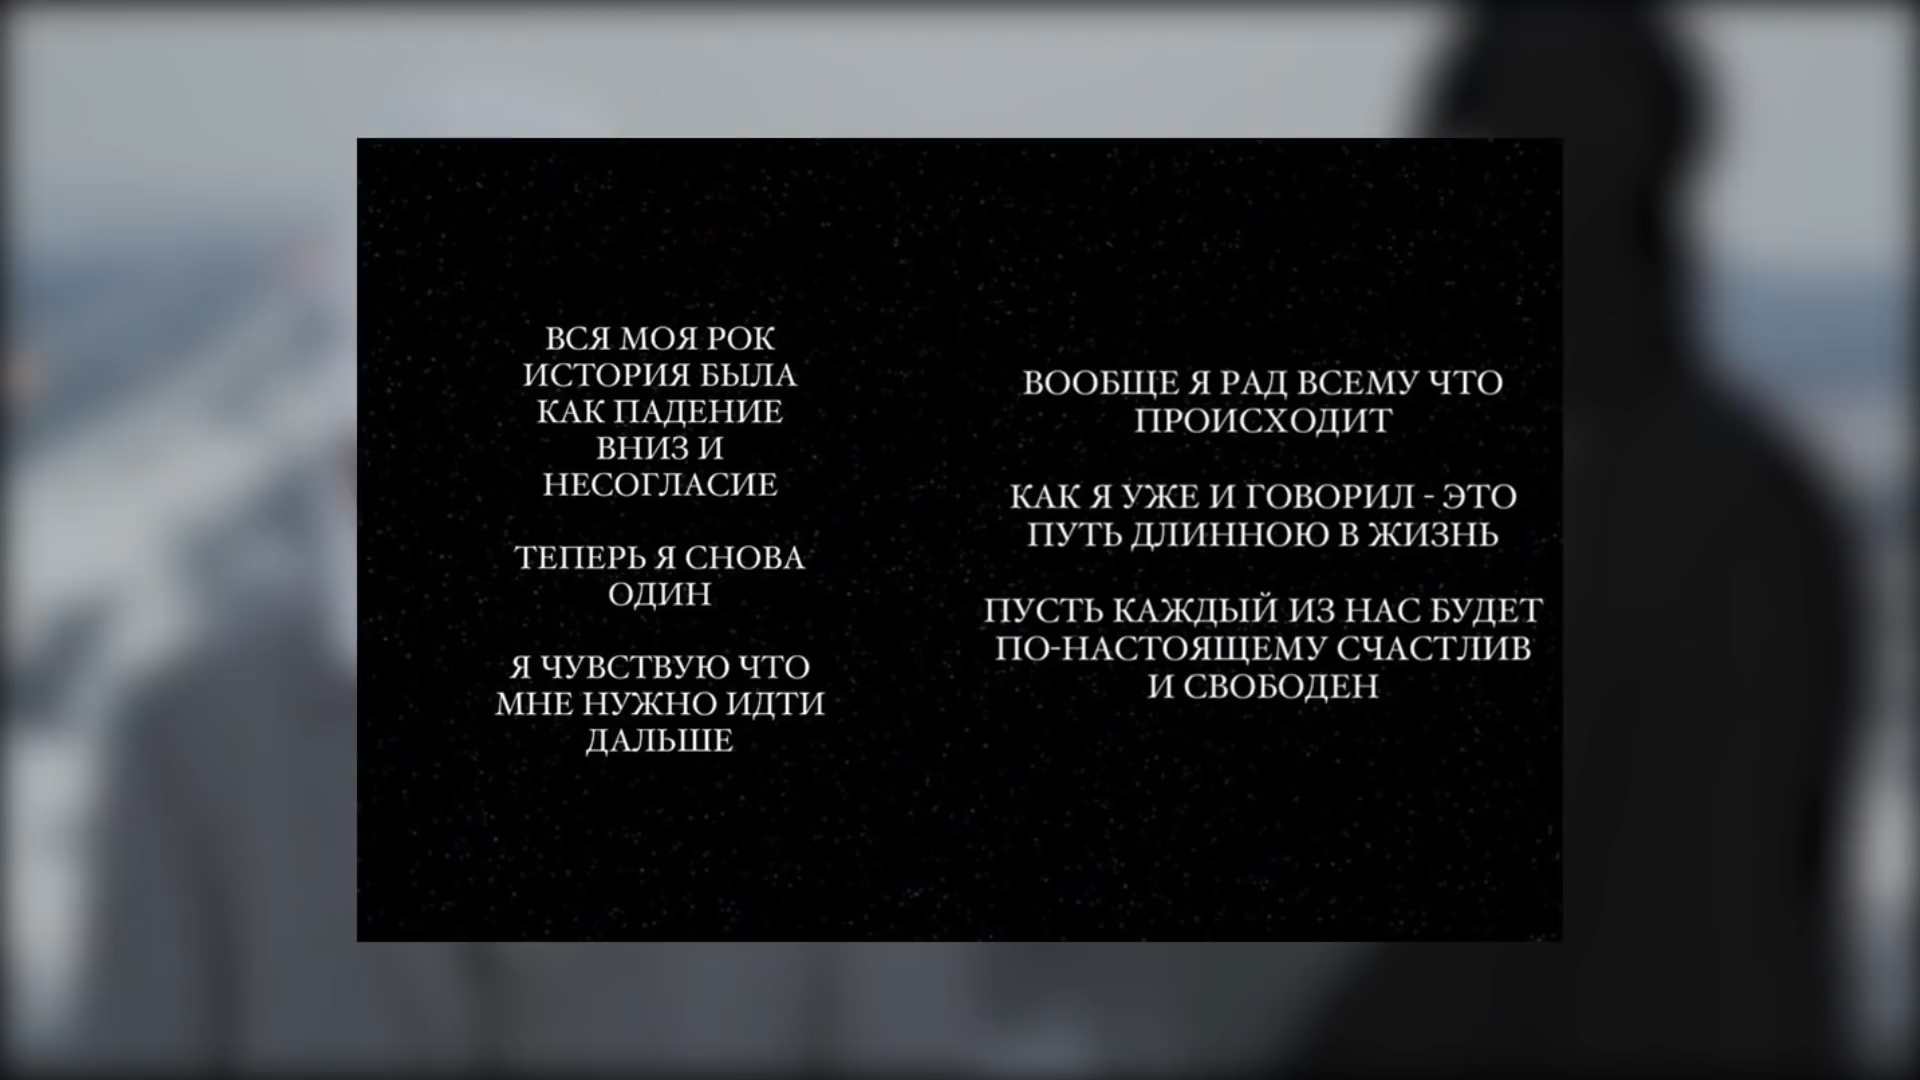 ВСЯ МОЯ РОК
ИСТОРИЯ БЫЛА
КАК ПАДЕНИЕ
ВНИЗ И
НЕСОГЛАСИЕ
ТЕПЕРЬ Я СНОВА
ОДИН
Я ЧУВСТВУЮ ЧТО
МНЕ НУЖНО ИДТИ
ДАЛЬШЕ
ВООБЩЕ Я РАД ВСЕМУ ЧТО
ПРОИСХОДИТ
КАК Я УЖЕ И ГОВОРИЛ - ЭТО
ПУТЬ ДЛИННОЮ В ЖИЗНЬ
ПУСТЬ КАЖДЫЙ ИЗ НАС БУДЕТ
ПО-НАСТОЯЩЕМУ СЧАСТЛИВ
И СВОБОДЕН